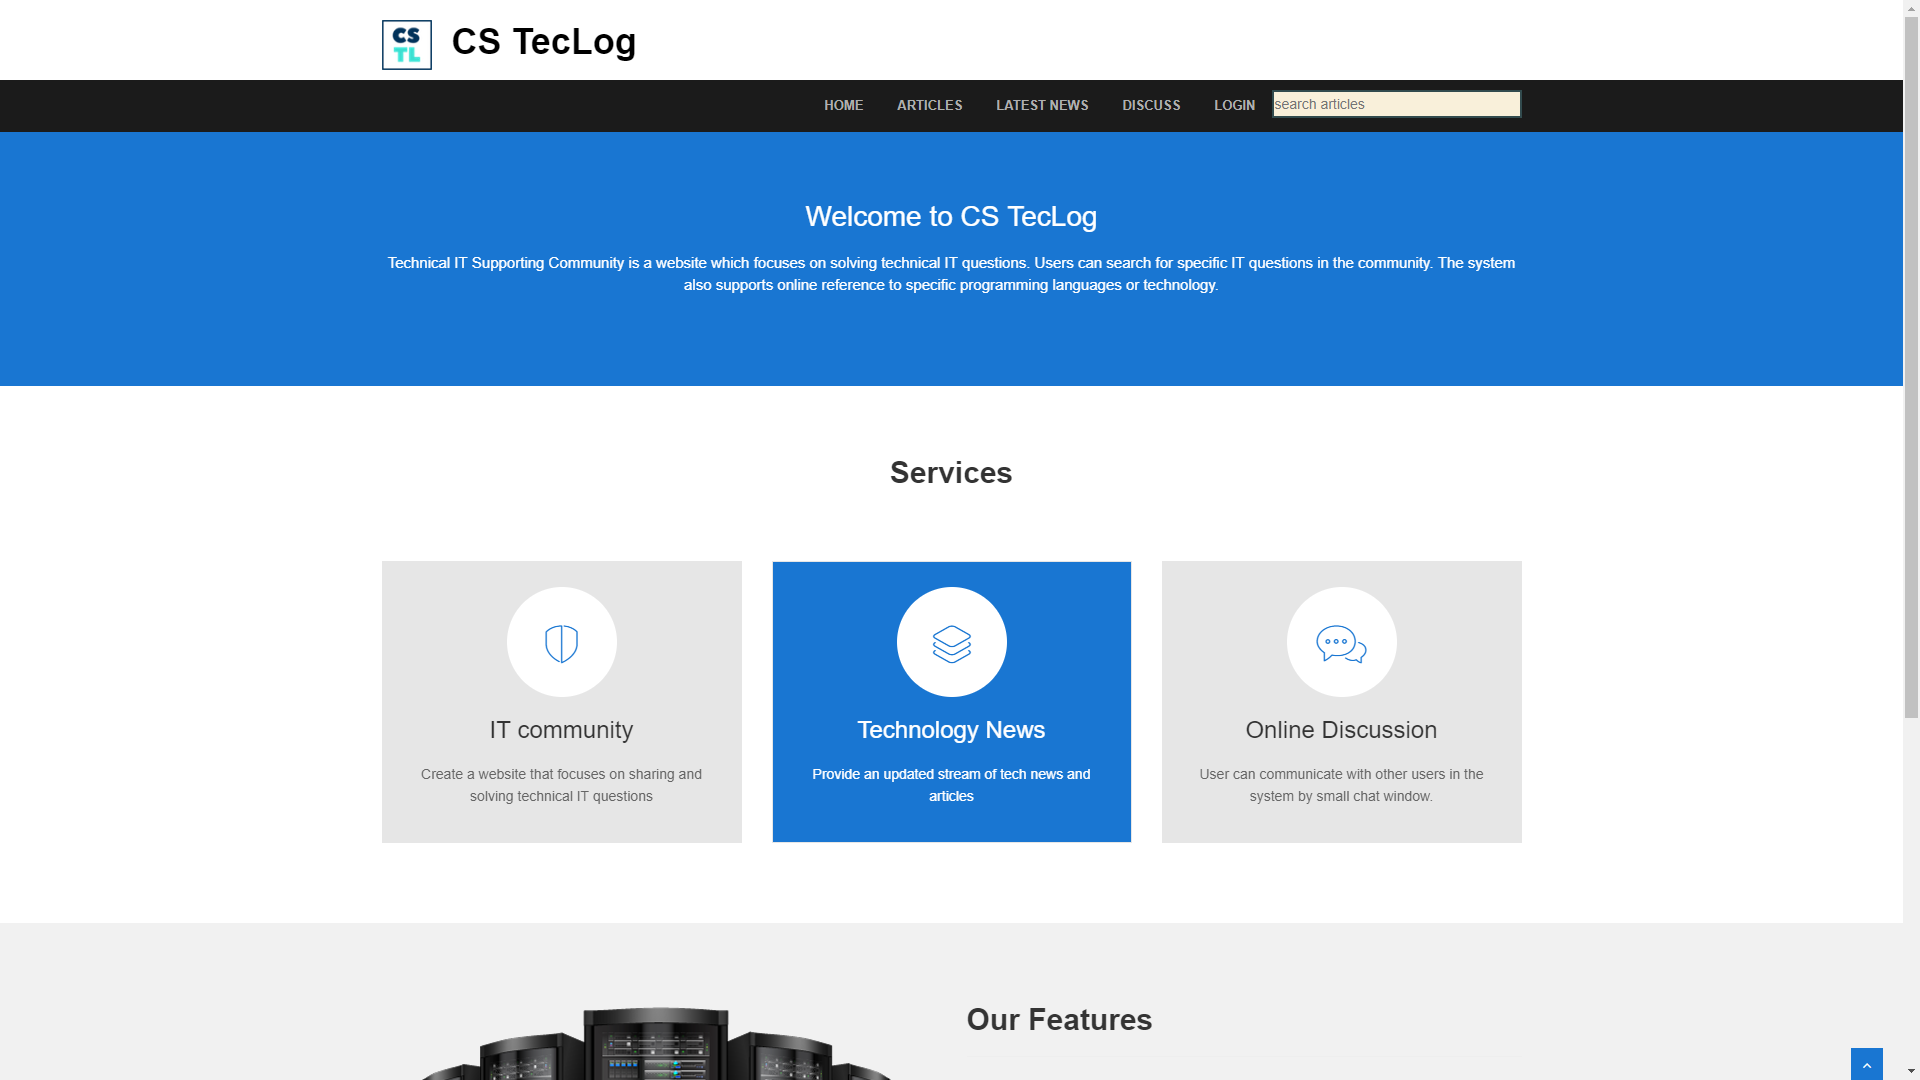 CS
TL
CS TecLog
HOME ARTICLES LATEST NEWS DISCUSS LOGIN search articles
Welcome to CS TecLog
Technical IT Supporting Community is a website which focuses on solving technical IT questions. Users can search for specific IT questions in the community. The system
also supports online reference to specific programming languages or technology.
Services
IT community
Create a website that focuses on sharing and
solving technical IT questions
Technology News
Provide an updated stream of tech news and
articles
Online Discussion
User can communicate with other users in the
system by small chat window.
Our Features